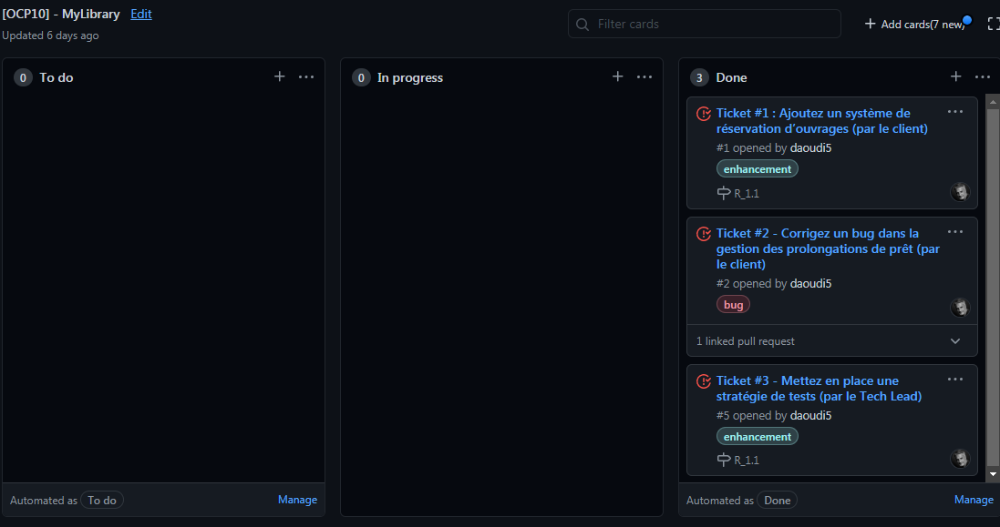 [OCP10] - MyLibrary Edit
Updated 6 days ago
Filter cards
Add cards(7 new)
0 To do
0 In progress
3 Done
Ticket #1 : Ajoutez un système de
réservation d'ouvrages (par le client)
#1 opened by daoudi5
enhancement
R_1.1
Ticket #2 - Corrigez un bug dans la
gestion des prolongations de prêt (par
le client)
#2 opened by daoudi5
bug
1 linked pull request
Ticket #3 - Mettez en place une
stratégie de tests (par le Tech Lead)
#5 opened by daoudi5
enhancement
R_1.1
Automated as To do Manage
Automated as Done Manage